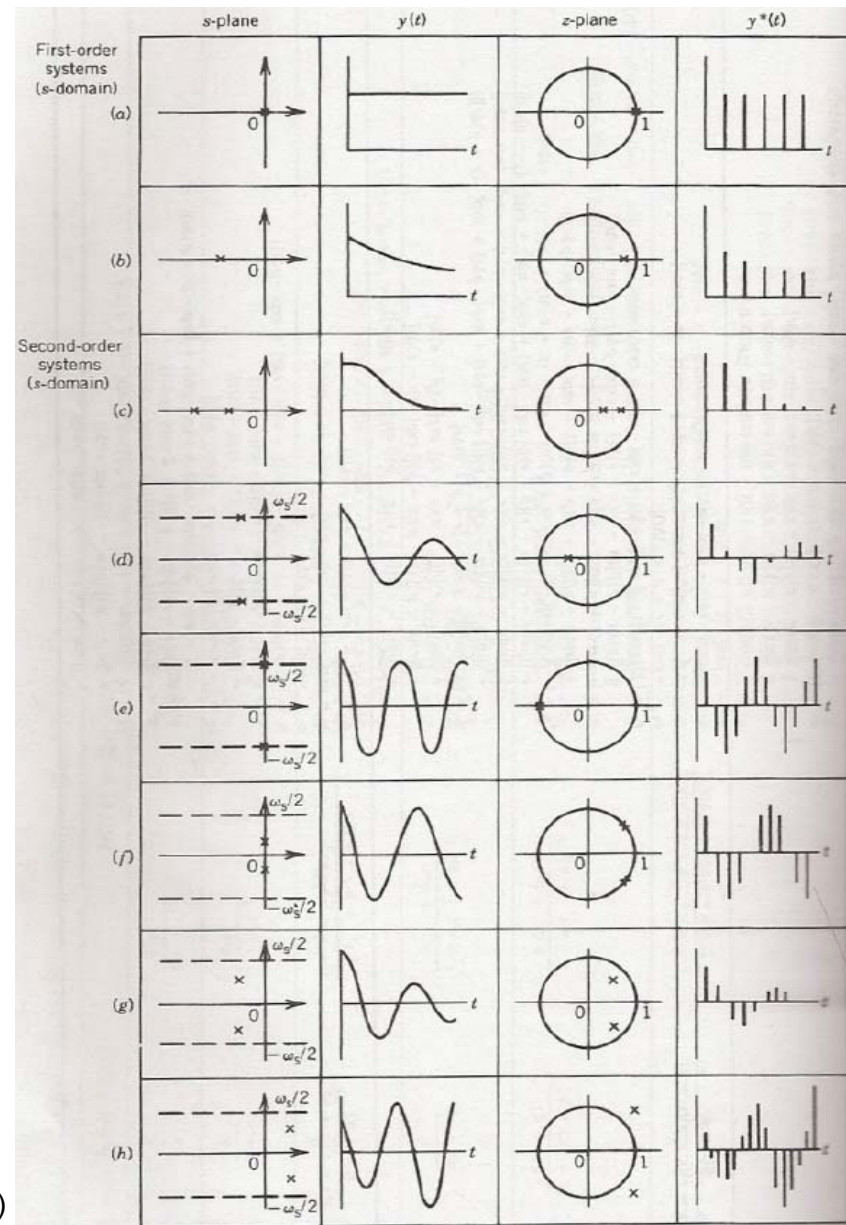 s-plane y(t) z-plane y*(t)
First-order
systems
(s-domain)
(a) 0 t 0 1 t
(b) 0 t 0 1 t
Second-order
systems
(s-domain)
(c) 0 t 0 1 t
ωs/2
(d) 0 t 0 1 t
-ωs/2
ωs/2
(e) 0 t 0 1 t
-ωs/2
ωs/2
(f) 0 t 0 1 t
-ωs/2
ωs/2
(g) 0 t 0 1 t
-ωs/2
ωs/2
(h) 0 t 0 1 t
-ωs/2
)